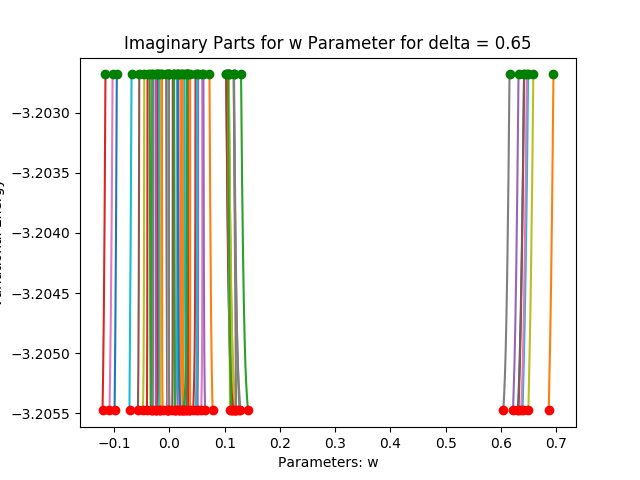 Imaginary Parts for w Parameter for delta = 0.65
−3.2030
−3.2035
−3.2040
−3.2045
−3.2050
−3.2055
−0.1 0.0 0.1 0.2 0.3 0.4 0.5 0.6 0.7
Parameters: w